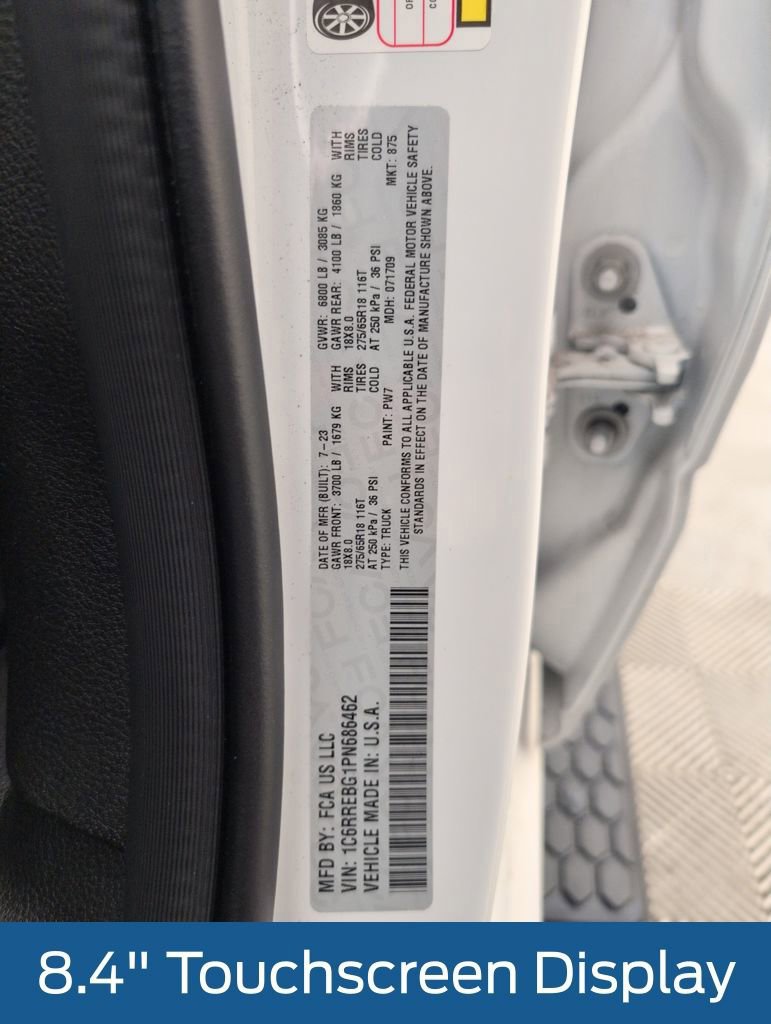 MFD BY: FCA US LLC
VIN: 1C6RREBG1PN686462
VEHICLE MADE IN: U.S.A.
DATE OF MFR (BUILT): 7-23
GVWR: 6800 LB / 3085 KG
GAWR FRONT: 3700 LB / 1679 KG WITH
GAWR REAR: 4100 LB / 1860 KG WITH
18X8.0 RIMS
18X8.0 RIMS
275/65R18 116T TIRES
275/65R18 116T TIRES
AT 250 kPa / 36 PSI COLD
AT 250 kPa / 36 PSI COLD
TYPE: TRUCK PAINT: PW7 MDH: 071709 MKT: 875
THIS VEHICLE CONFORMS TO ALL APPLICABLE U.S.A. FEDERAL MOTOR VEHICLE SAFETY
STANDARDS IN EFFECT ON THE DATE OF MANUFACTURE SHOWN ABOVE.
8.4" Touchscreen Display